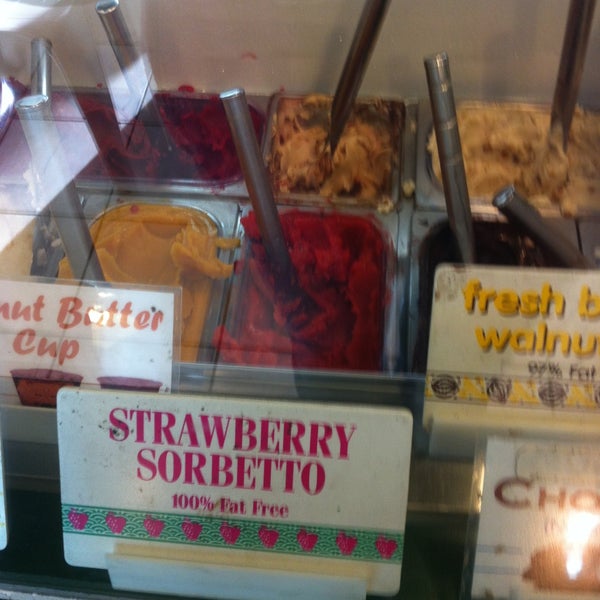 nut Butter
Cup
fresh b
walnu
STRAWBERRY
SORBETTO
100% Fat Free
CHO